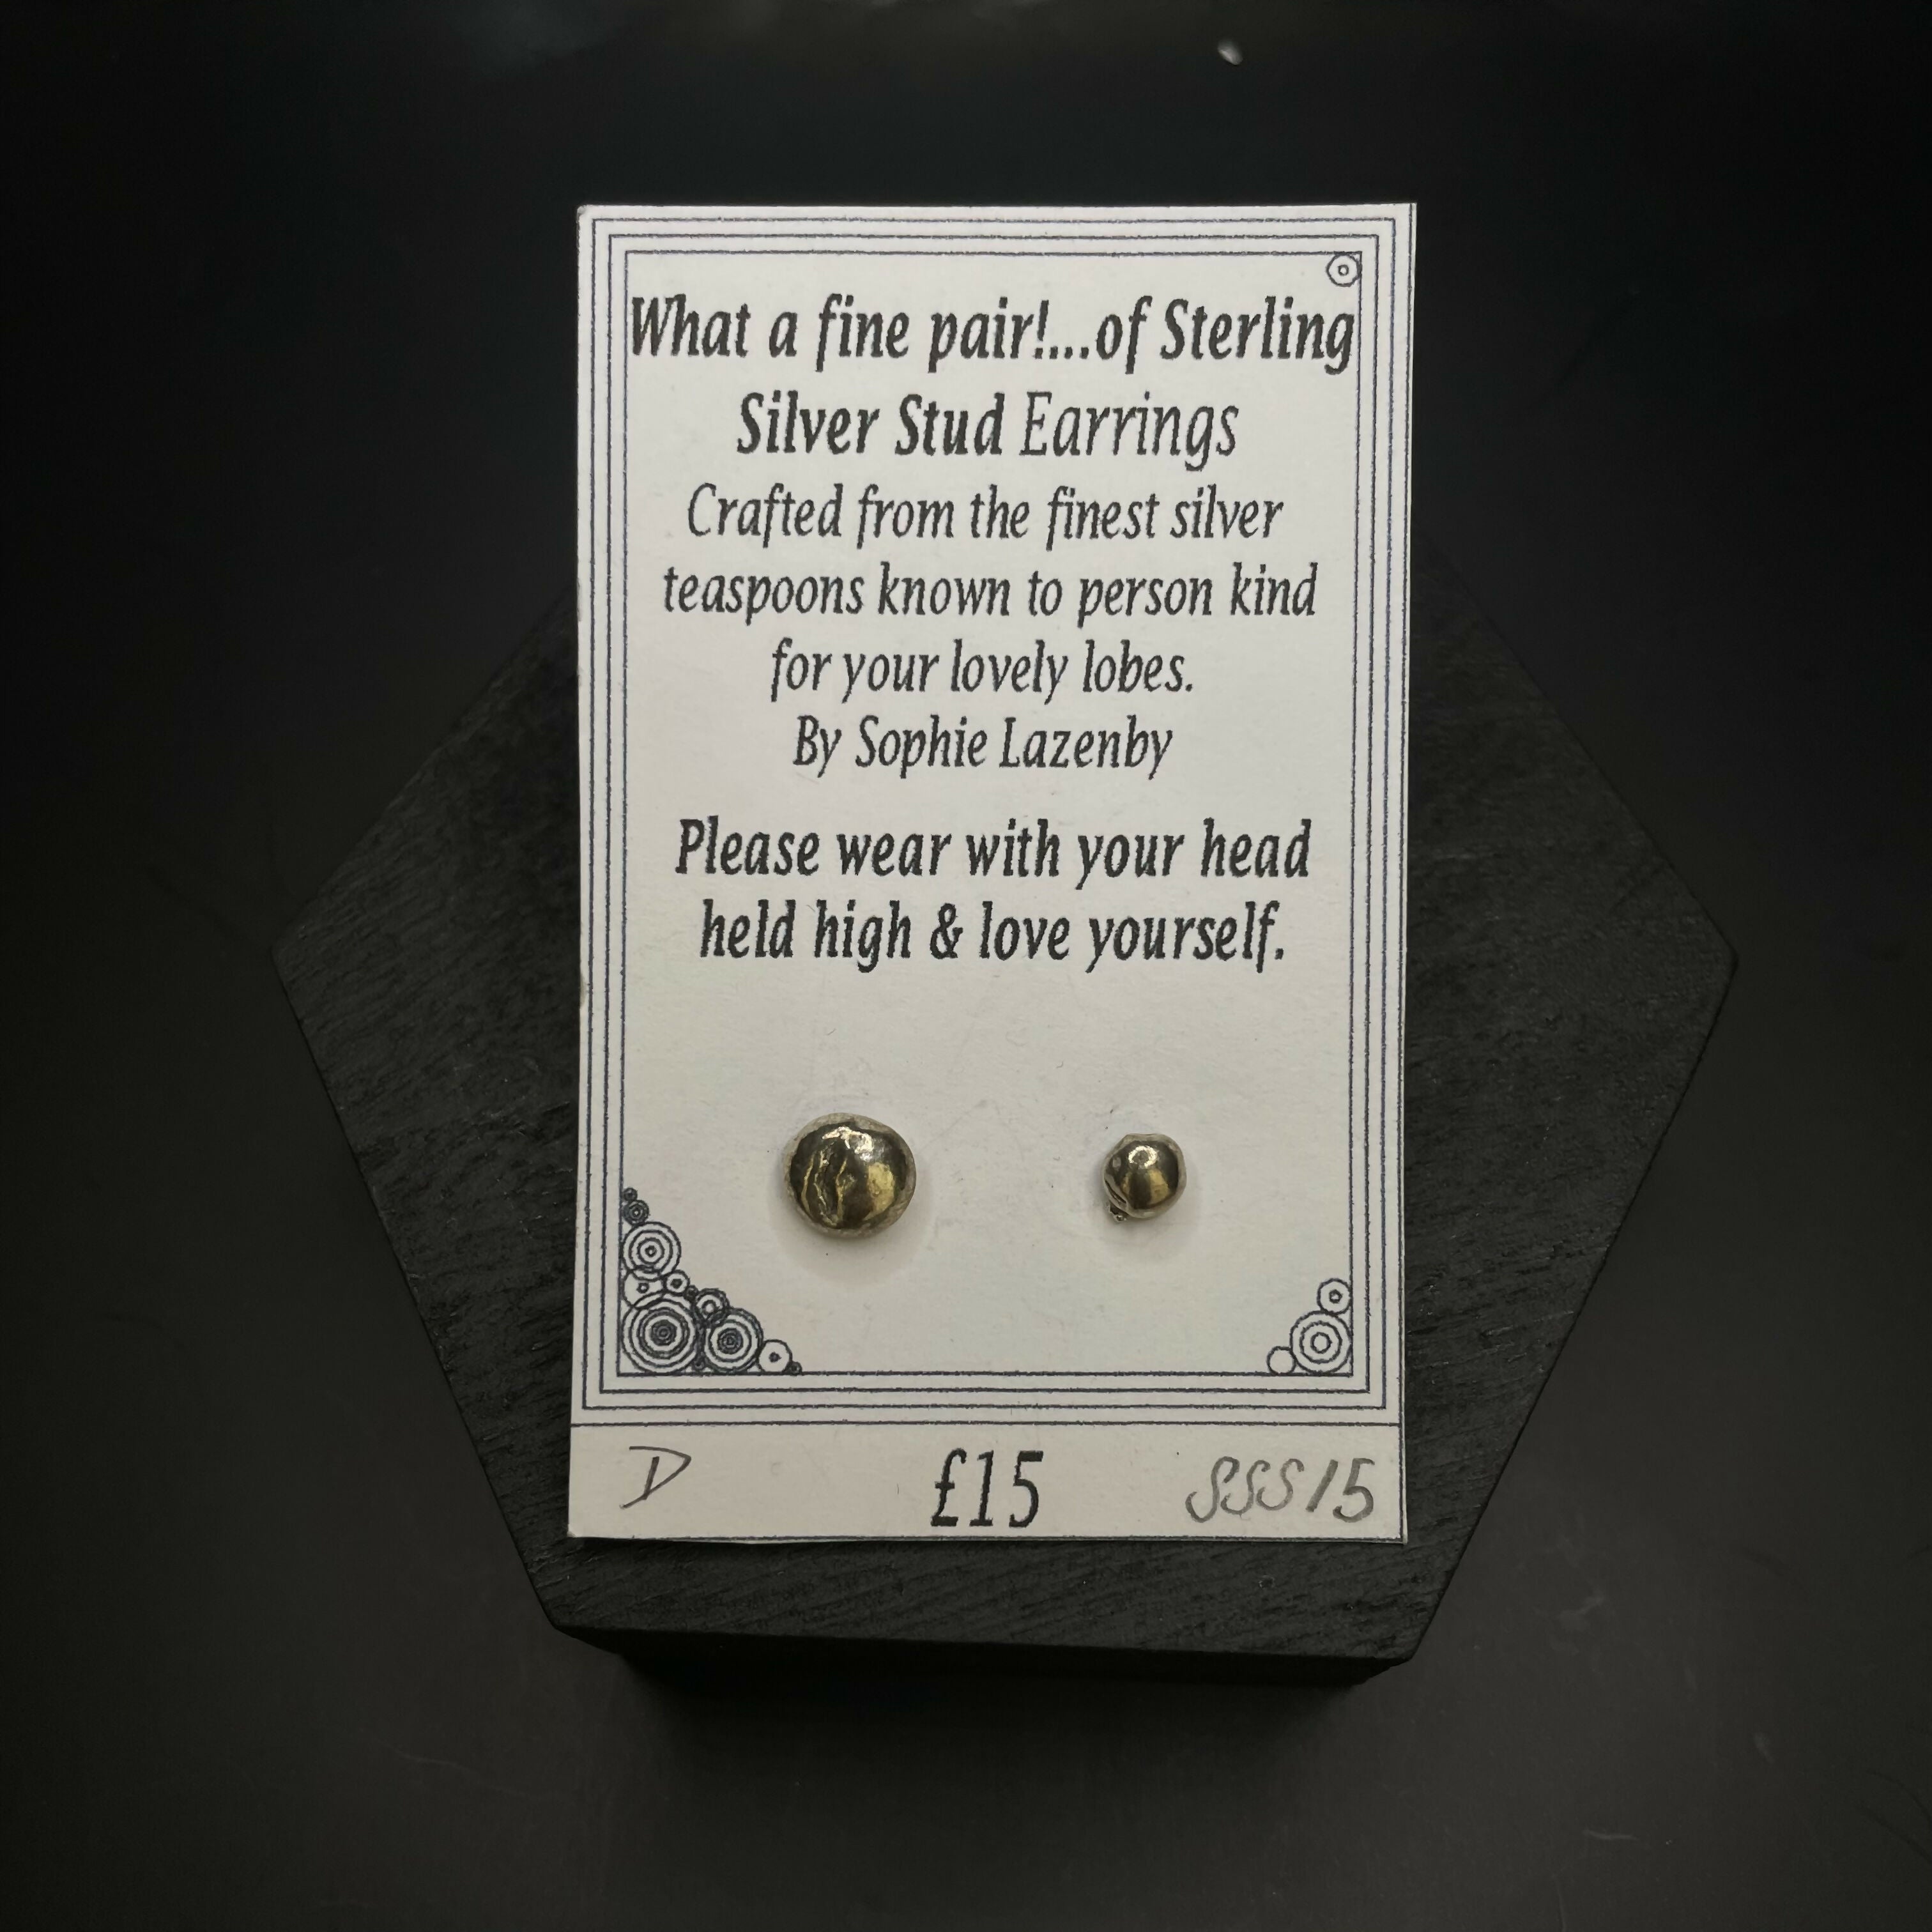 What a fine pair!...of Sterling
Silver Stud Earrings
Crafted from the finest silver
teaspoons known to person kind
for your lovely lobes.
By Sophie Lazenby
Please wear with your head
held high & love yourself.
D £15 SSS15